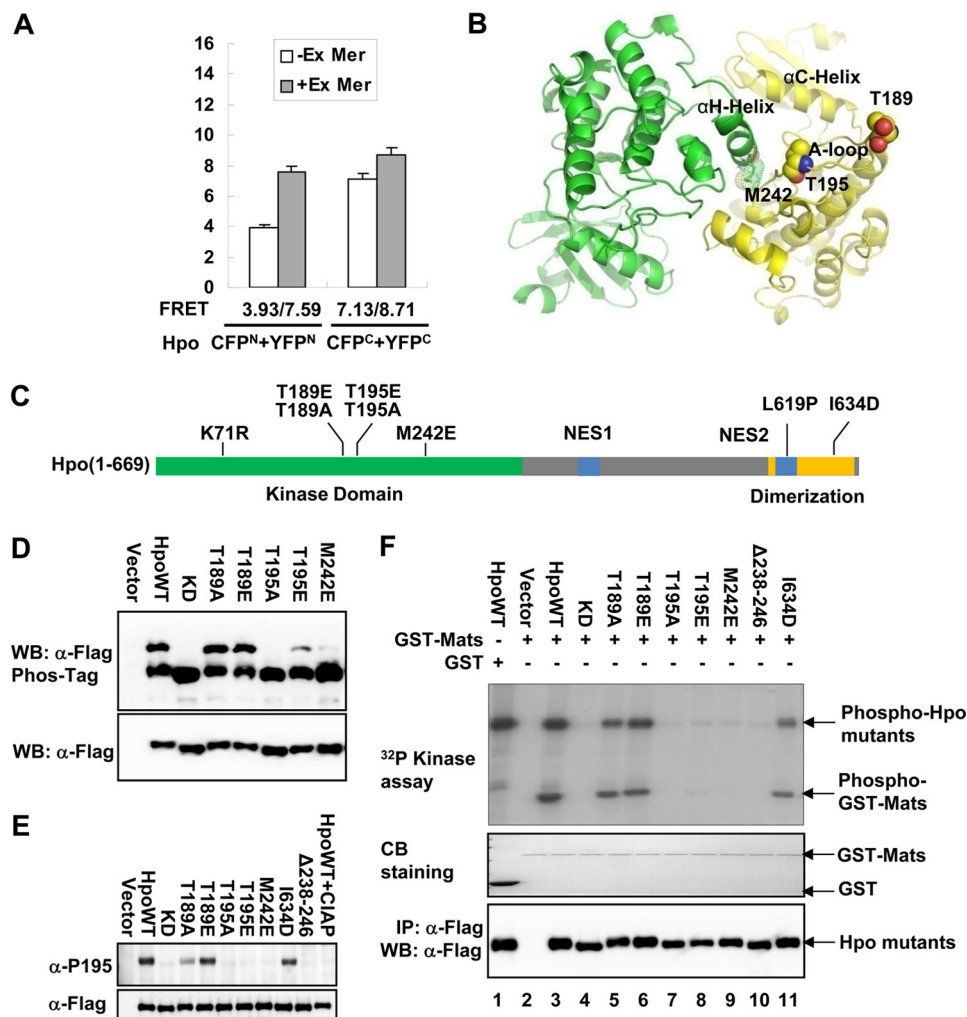 A
16
14
12
10
8
6
4
2
0
-Ex Mer
+Ex Mer
FRET 3.93/7.59 7.13/8.71
Hpo CFPᴺ+YFPᴺ CFPᶜ+YFPᶜ
B
αC-Helix
αH-Helix
T189
A-loop
T195
M242
C
T189E T195E
T189A T195A
L619P I634D
K71R M242E NES1 NES2
Hpo(1-669)
Kinase Domain Dimerization
D
Vector HpoWT KD T189A T189E T195A T195E M242E
WB: α-Flag
Phos-Tag
WB: α-Flag
E
Vector HpoWT KD T189A T189E T195A T195E M242E I634D Δ238-246 HpoWT+CIAP
α-P195
α-Flag
F
HpoWT Vector HpoWT KD T189A T189E T195A T195E M242E Δ238-246 I634D
GST-Mats - + + + + + + + + + +
GST + - - - - - - - - - -
³²P Kinase
assay
Phospho-Hpo
mutants
Phospho-
GST-Mats
CB
staining
GST-Mats
GST
IP: α-Flag
WB: α-Flag
Hpo mutants
1 2 3 4 5 6 7 8 9 10 11